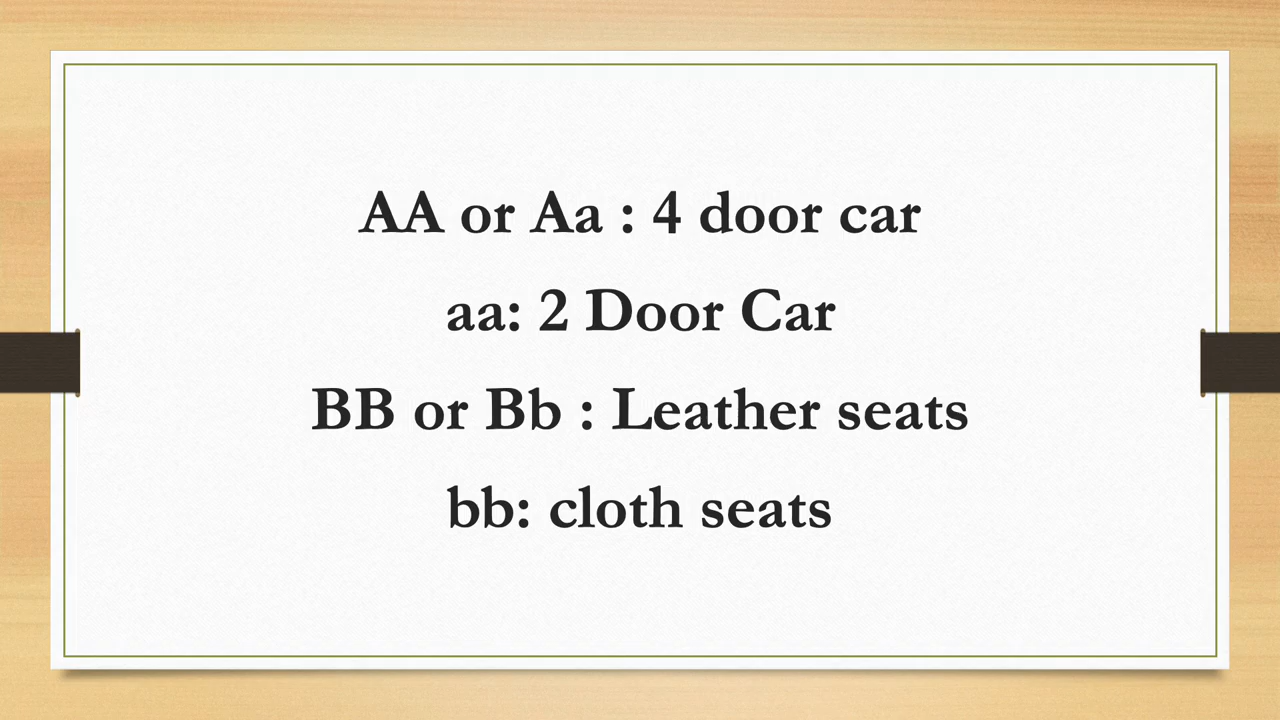 AA or Aa : 4 door car
aa: 2 Door Car
BB or Bb : Leather seats
bb: cloth seats